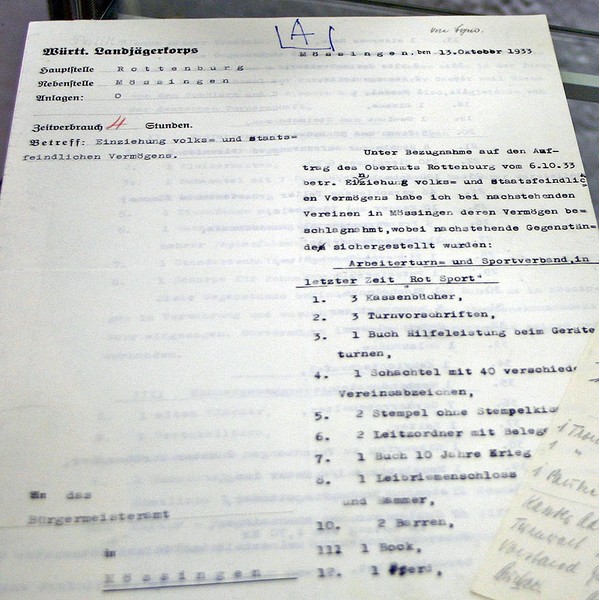 A
Württ. Landjägerkorps
Mössingen, den 13.Oktober 1933
Hauptstelle Rottenburg
Nebenstelle Mössingen
Anlagen: 0
Zeitverbrauch 4 Stunden.
Betreff: Einziehung volks= und staats=
feindlichen Vermögens.
Unter Bezugnahme auf den Auf=
trag des Oberamts Rottenburg vom 6.10.33
betr. Einziehung volks= und staatsfeindlic
en Vermögens habe ich bei nachstehenden
Vereinen in Mössingen deren Vermögen be=
schlagnahmt,wobei nachstehende Gegenstän=
de sichergestellt wurden:
Arbeiterturn= und Sportverband,in
letzter Zeit "Rot Sport"
1. 3 Kassenbücher,
2. 3 Turnvorschriften,
3. 1 Buch Hilfeleistung beim Geräte
turnen,
4. 1 Schachtel mit 40 verschied
Vereinsabzeichen,
5. 2 Stempel ohne Stempelkis
6. 2 Leitzordner mit Beleg
7. 1 Buch 10 Jahre Krieg
8. 1 Leibriemenschloss
und Hammer,
10. 2 Barren,
111 1 Bock,
12. 1 Pferd,
An das
Bürgermeisteramt
in
Mössingen